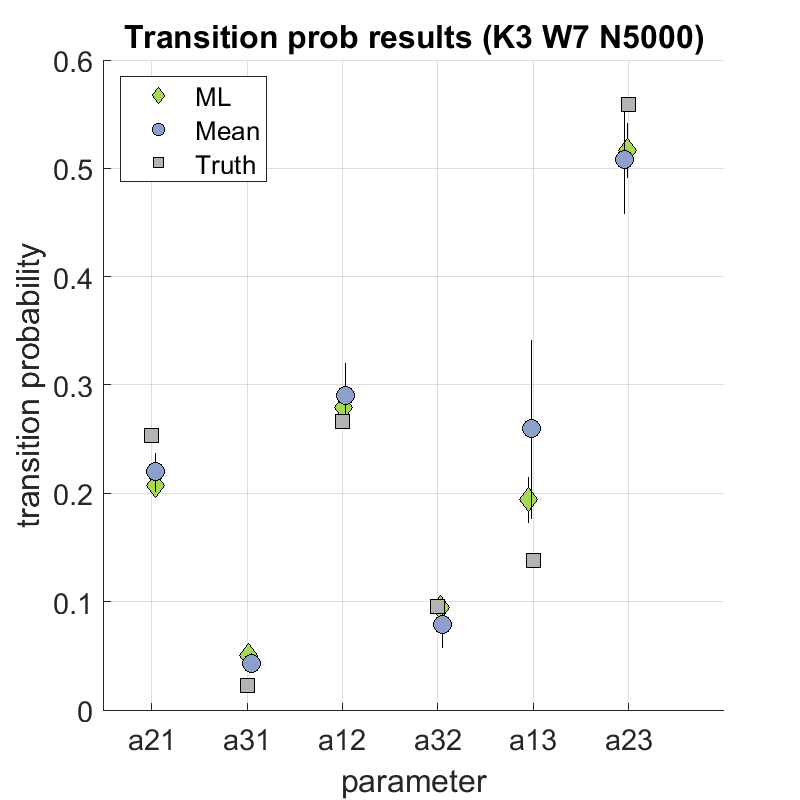 Transition prob results (K3 W7 N5000)
ML
Mean
Truth
transition probability
0.6
0.5
0.4
0.3
0.2
0.1
0
a21 a31 a12 a32 a13 a23
parameter